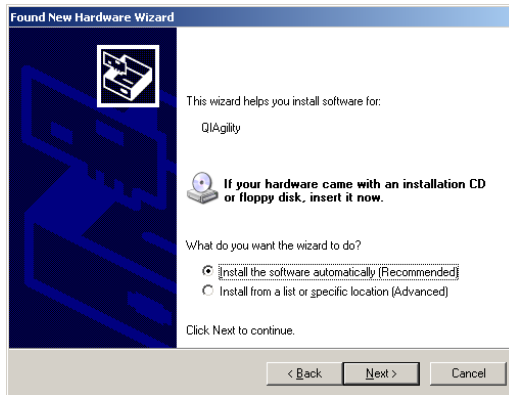 Found New Hardware Wizard
This wizard helps you install software for:
QIAgility
If your hardware came with an installation CD
or floppy disk, insert it now.
What do you want the wizard to do?
Install the software automatically (Recommended)
Install from a list or specific location (Advanced)
Click Next to continue.
< Back Next > Cancel